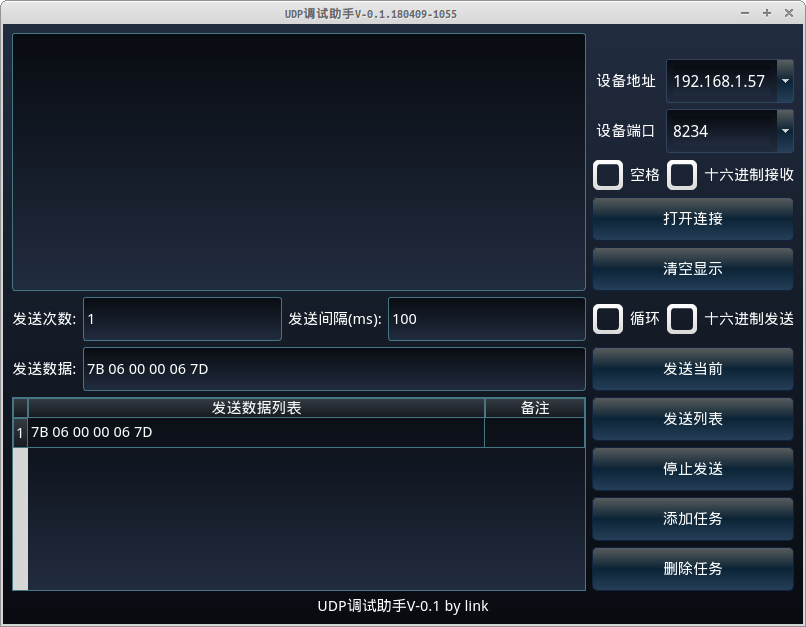 UDP调试助手V-0.1.180409-1055
设备地址 192.168.1.57
设备端口 8234
空格 十六进制接收
打开连接
清空显示
发送次数: 1 发送间隔(ms): 100 循环 十六进制发送
发送数据: 7B 06 00 00 06 7D 发送当前
发送数据列表 备注 发送列表
1 7B 06 00 00 06 7D
停止发送
添加任务
删除任务
UDP调试助手V-0.1 by link